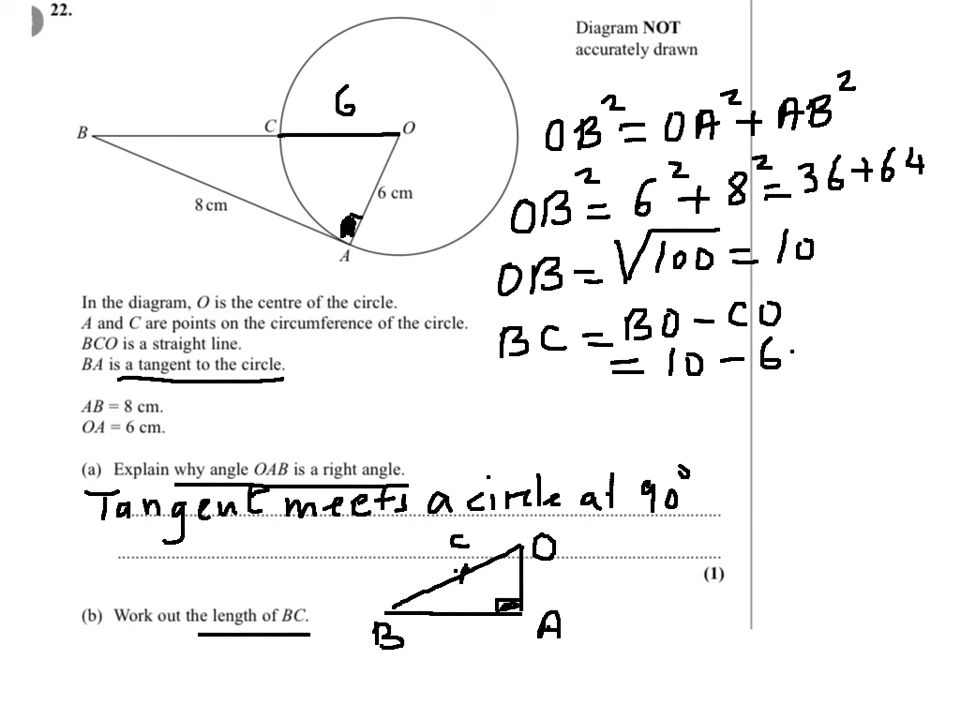 22.
Diagram NOT
accurately drawn
B
C
O
6
8 cm
6 cm
A
OB² = OA² + AB²
OB² = 6² + 8² = 36+64
OB = √100 = 10
BC = BO - CO
= 10 - 6.
In the diagram, O is the centre of the circle.
A and C are points on the circumference of the circle.
BCO is a straight line.
BA is a tangent to the circle.
AB = 8 cm.
OA = 6 cm.
(a) Explain why angle OAB is a right angle.
Tangent meets a circle at 90°
(1)
C
O
B
A
(b) Work out the length of BC.